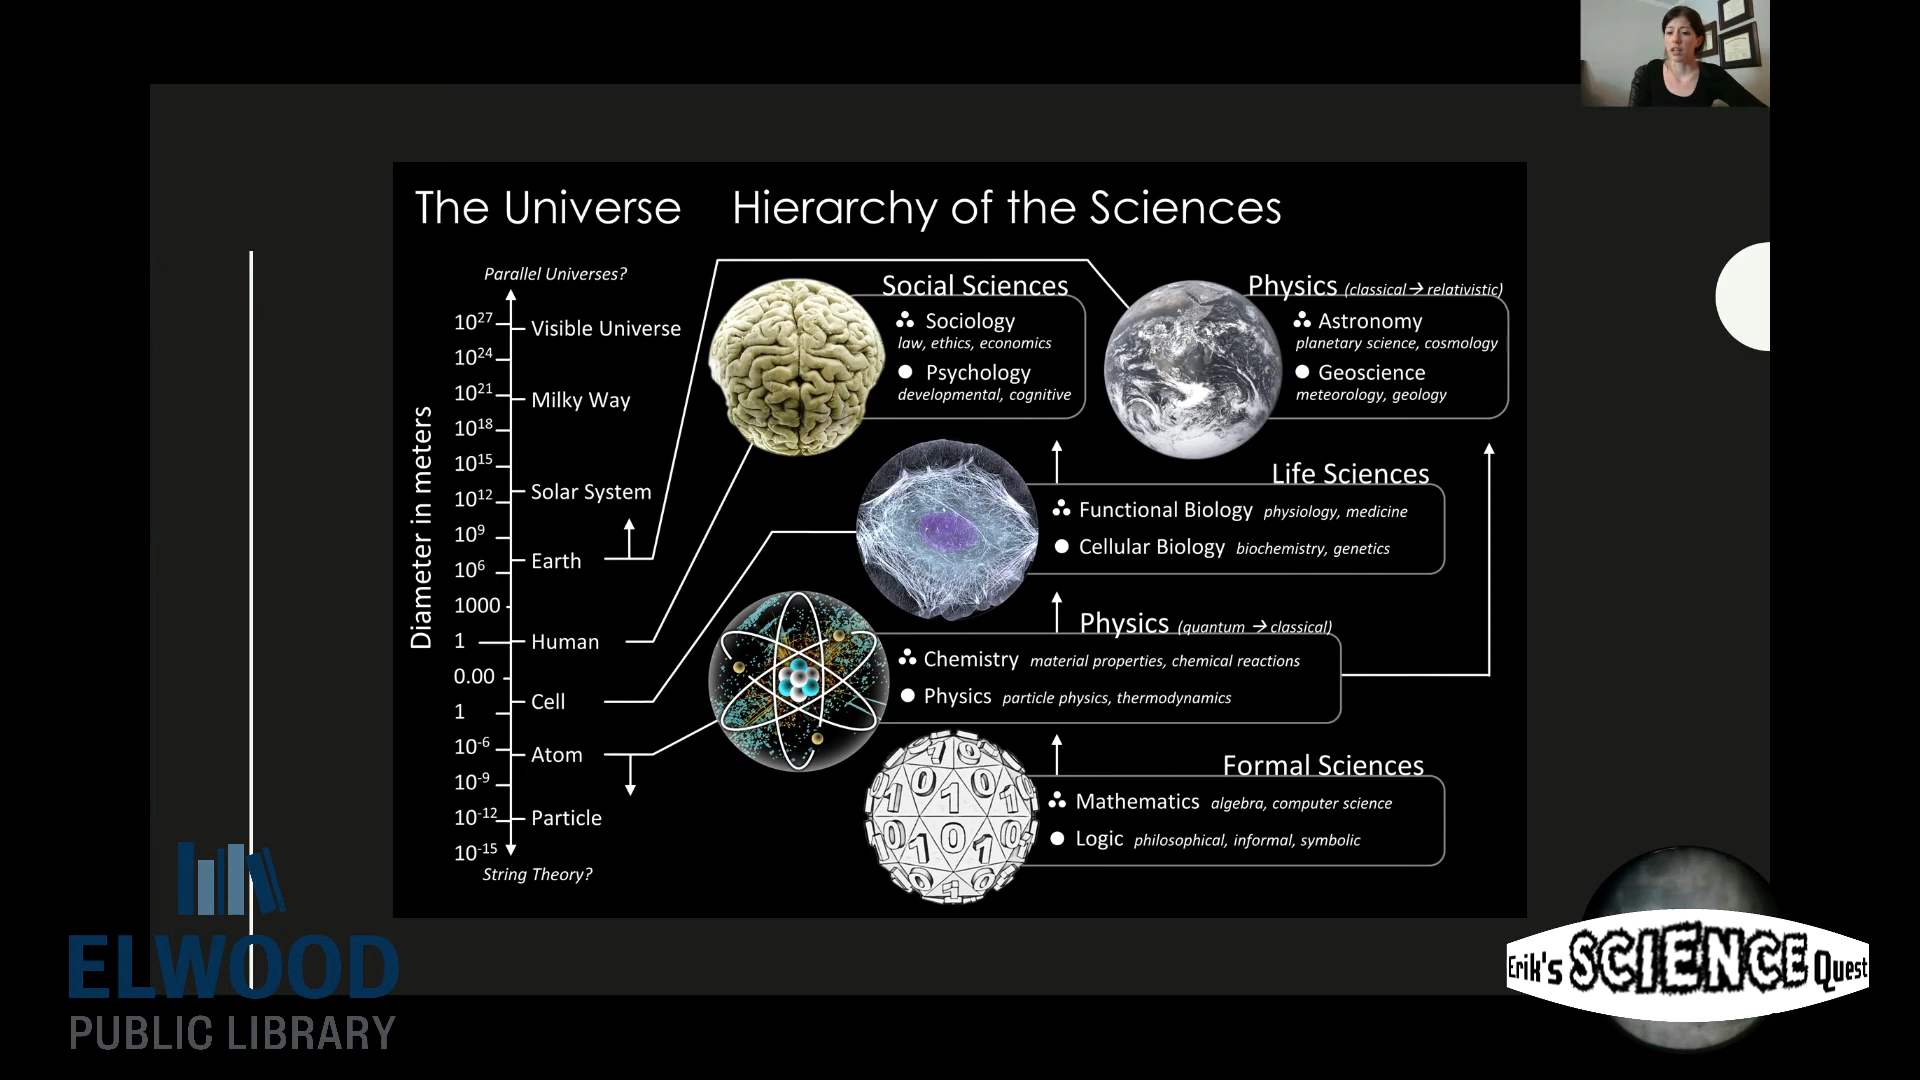 The Universe
Hierarchy of the Sciences
Parallel Universes?
Diameter in meters
10²⁷
10²⁴
10²¹
10¹⁸
10¹⁵
10¹²
10⁹
10⁶
1000
1
0.00
1
10⁻⁶
10⁻⁹
10⁻¹²
10⁻¹⁵
Visible Universe
Milky Way
Solar System
Earth
Human
Cell
Atom
Particle
String Theory?
Social Sciences
Sociology
law, ethics, economics
Psychology
developmental, cognitive
Physics (classical → relativistic)
Astronomy
planetary science, cosmology
Geoscience
meteorology, geology
Life Sciences
Functional Biology physiology, medicine
Cellular Biology biochemistry, genetics
Physics (quantum → classical)
Chemistry material properties, chemical reactions
Physics particle physics, thermodynamics
Formal Sciences
Mathematics algebra, computer science
Logic philosophical, informal, symbolic
ELWOOD
PUBLIC LIBRARY
Erik's SCIENCE Quest